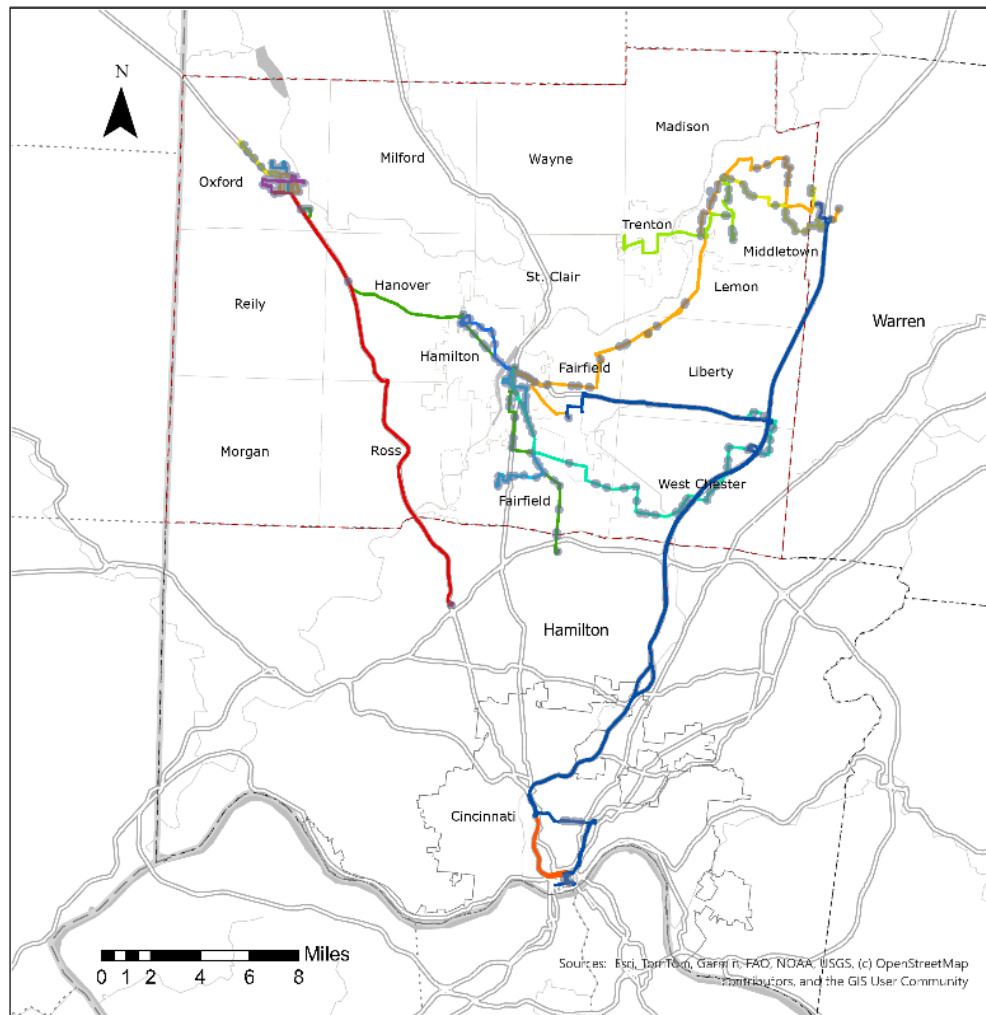 N
Madison
Milford
Wayne
Oxford
Trenton
Middletown
St. Clair
Hanover
Lemon
Reily
Warren
Hamilton
Fairfield
Liberty
Morgan
Ross
West Chester
Fairfield
Hamilton
Cincinnati
Miles
0 1 2 4 6 8
Sources: Esri, TomTom, Garmin, FAO, NOAA, USGS, (c) OpenStreetMap
contributors, and the GIS User Community